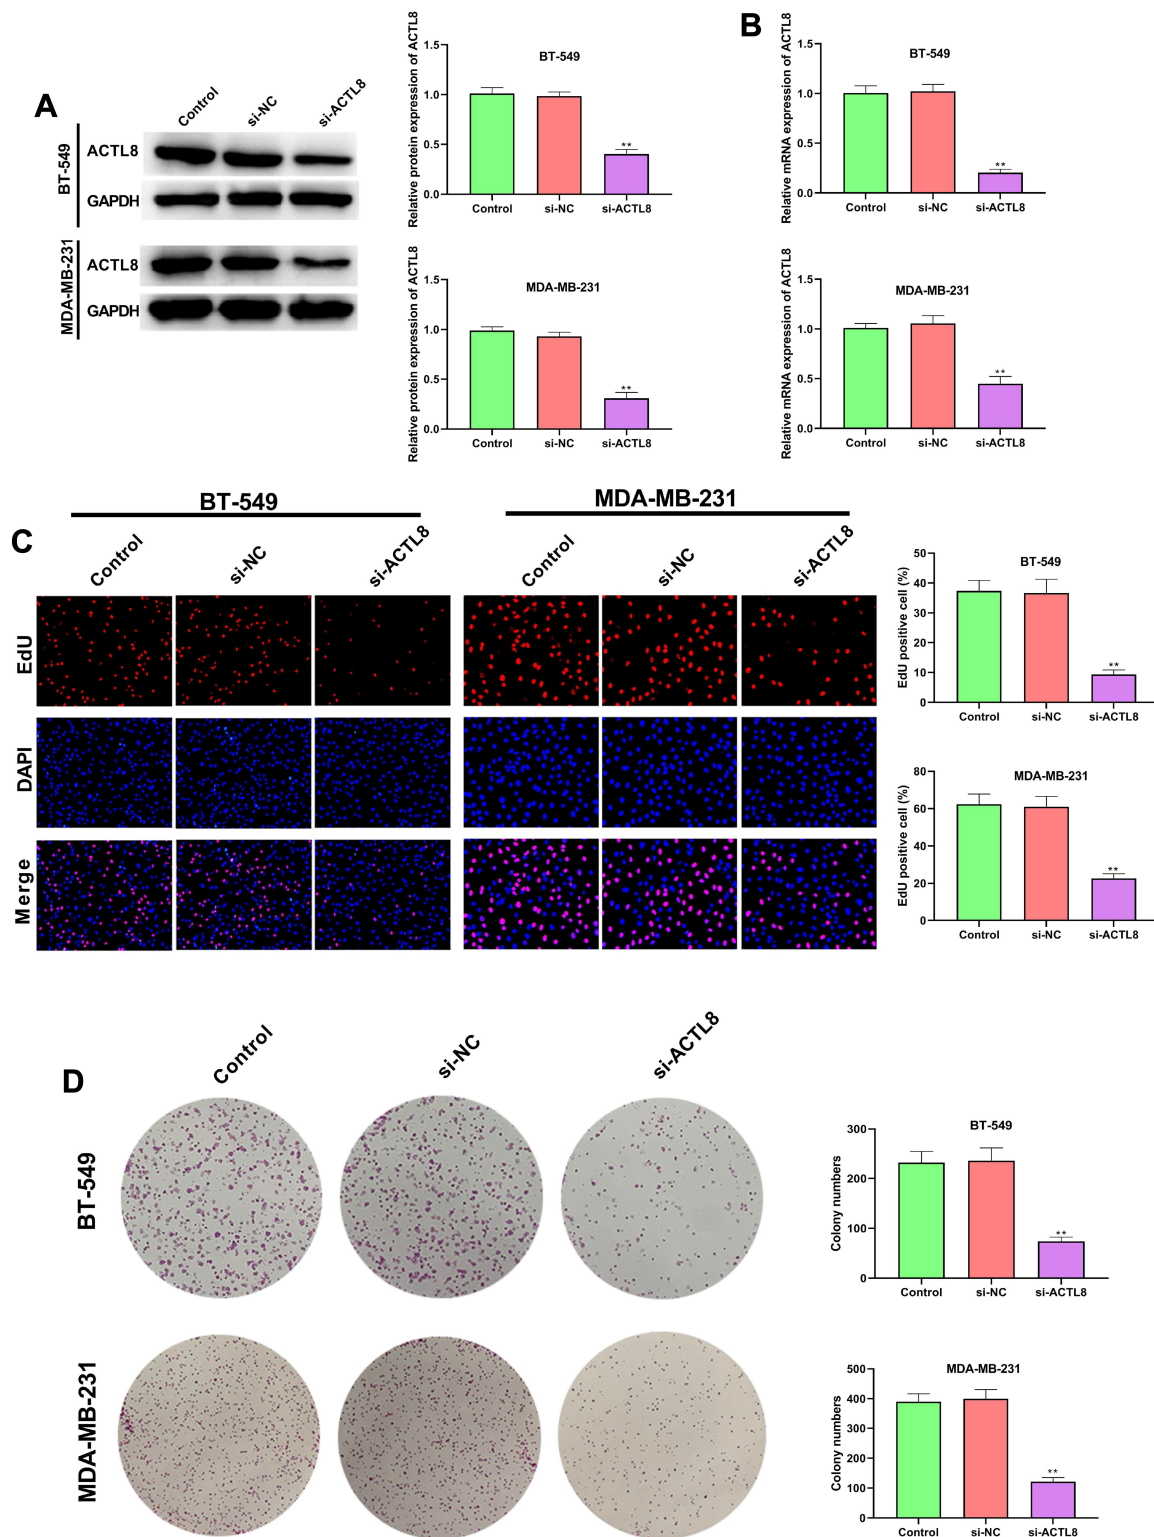 A
Control
si-NC
si-ACTL8
BT-549
ACTL8
GAPDH
MDA-MB-231
ACTL8
GAPDH
Relative protein expression of ACTL8
1.5
1.0
0.5
0.0
BT-549
**
Control
si-NC
si-ACTL8
Relative protein expression of ACTL8
1.5
1.0
0.5
0.0
MDA-MB-231
**
Control
si-NC
si-ACTL8
B
Relative mRNA expression of ACTL8
1.5
1.0
0.5
0.0
BT-549
**
Control
si-NC
si-ACTL8
Relative mRNA expression of ACTL8
1.5
1.0
0.5
0.0
MDA-MB-231
**
Control
si-NC
si-ACTL8
C
BT-549
MDA-MB-231
Control
si-NC
si-ACTL8
Control
si-NC
si-ACTL8
EdU
DAPI
Merge
EdU positive cell (%)
50
40
30
20
10
0
BT-549
**
Control
si-NC
si-ACTL8
EdU positive cell (%)
80
60
40
20
0
MDA-MB-231
**
Control
si-NC
si-ACTL8
D
Control
si-NC
si-ACTL8
BT-549
MDA-MB-231
Colony numbers
300
200
100
0
BT-549
**
Control
si-NC
si-ACTL8
Colony numbers
500
400
300
200
100
0
MDA-MB-231
**
Control
si-NC
si-ACTL8